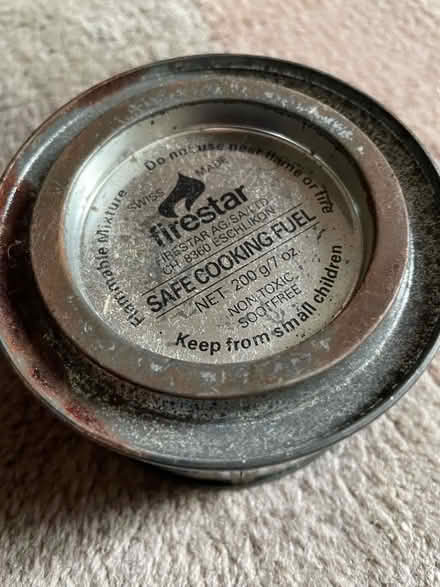 Do not use near flame or fire
Flammable Mixture
SWISS MADE
firestar
FIRESTAR AG, SA, LTD
CH-8360 ESCHLIKON
SAFE COOKING FUEL
NET. 200 g/7 oz
NON TOXIC
SOOTFREE
Keep from small children